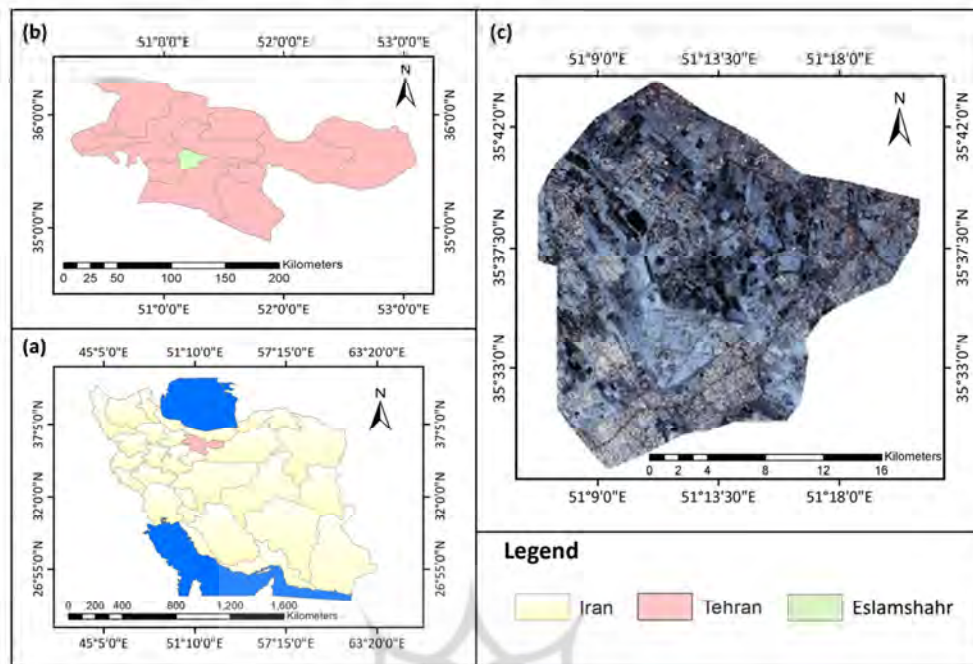 (b)
51°0'0"E 52°0'0"E 53°0'0"E
N
36°0'0"N 36°0'0"N
35°0'0"N 35°0'0"N
Kilometers
0 25 50 100 150 200
51°0'0"E 52°0'0"E 53°0'0"E
(a)
45°5'0"E 51°10'0"E 57°15'0"E 63°20'0"E
N
37°5'0"N 37°5'0"N
32°0'0"N 32°0'0"N
26°55'0"N 26°55'0"N
Kilometers
0 200 400 800 1,200 1,600
45°5'0"E 51°10'0"E 57°15'0"E 63°20'0"E
(c)
51°9'0"E 51°13'30"E 51°18'0"E
N
35°42'0"N 35°42'0"N
35°37'30"N 35°37'30"N
35°33'0"N 35°33'0"N
Kilometers
0 2 4 8 12 16
51°9'0"E 51°13'30"E 51°18'0"E
Legend
Iran Tehran Eslamshahr